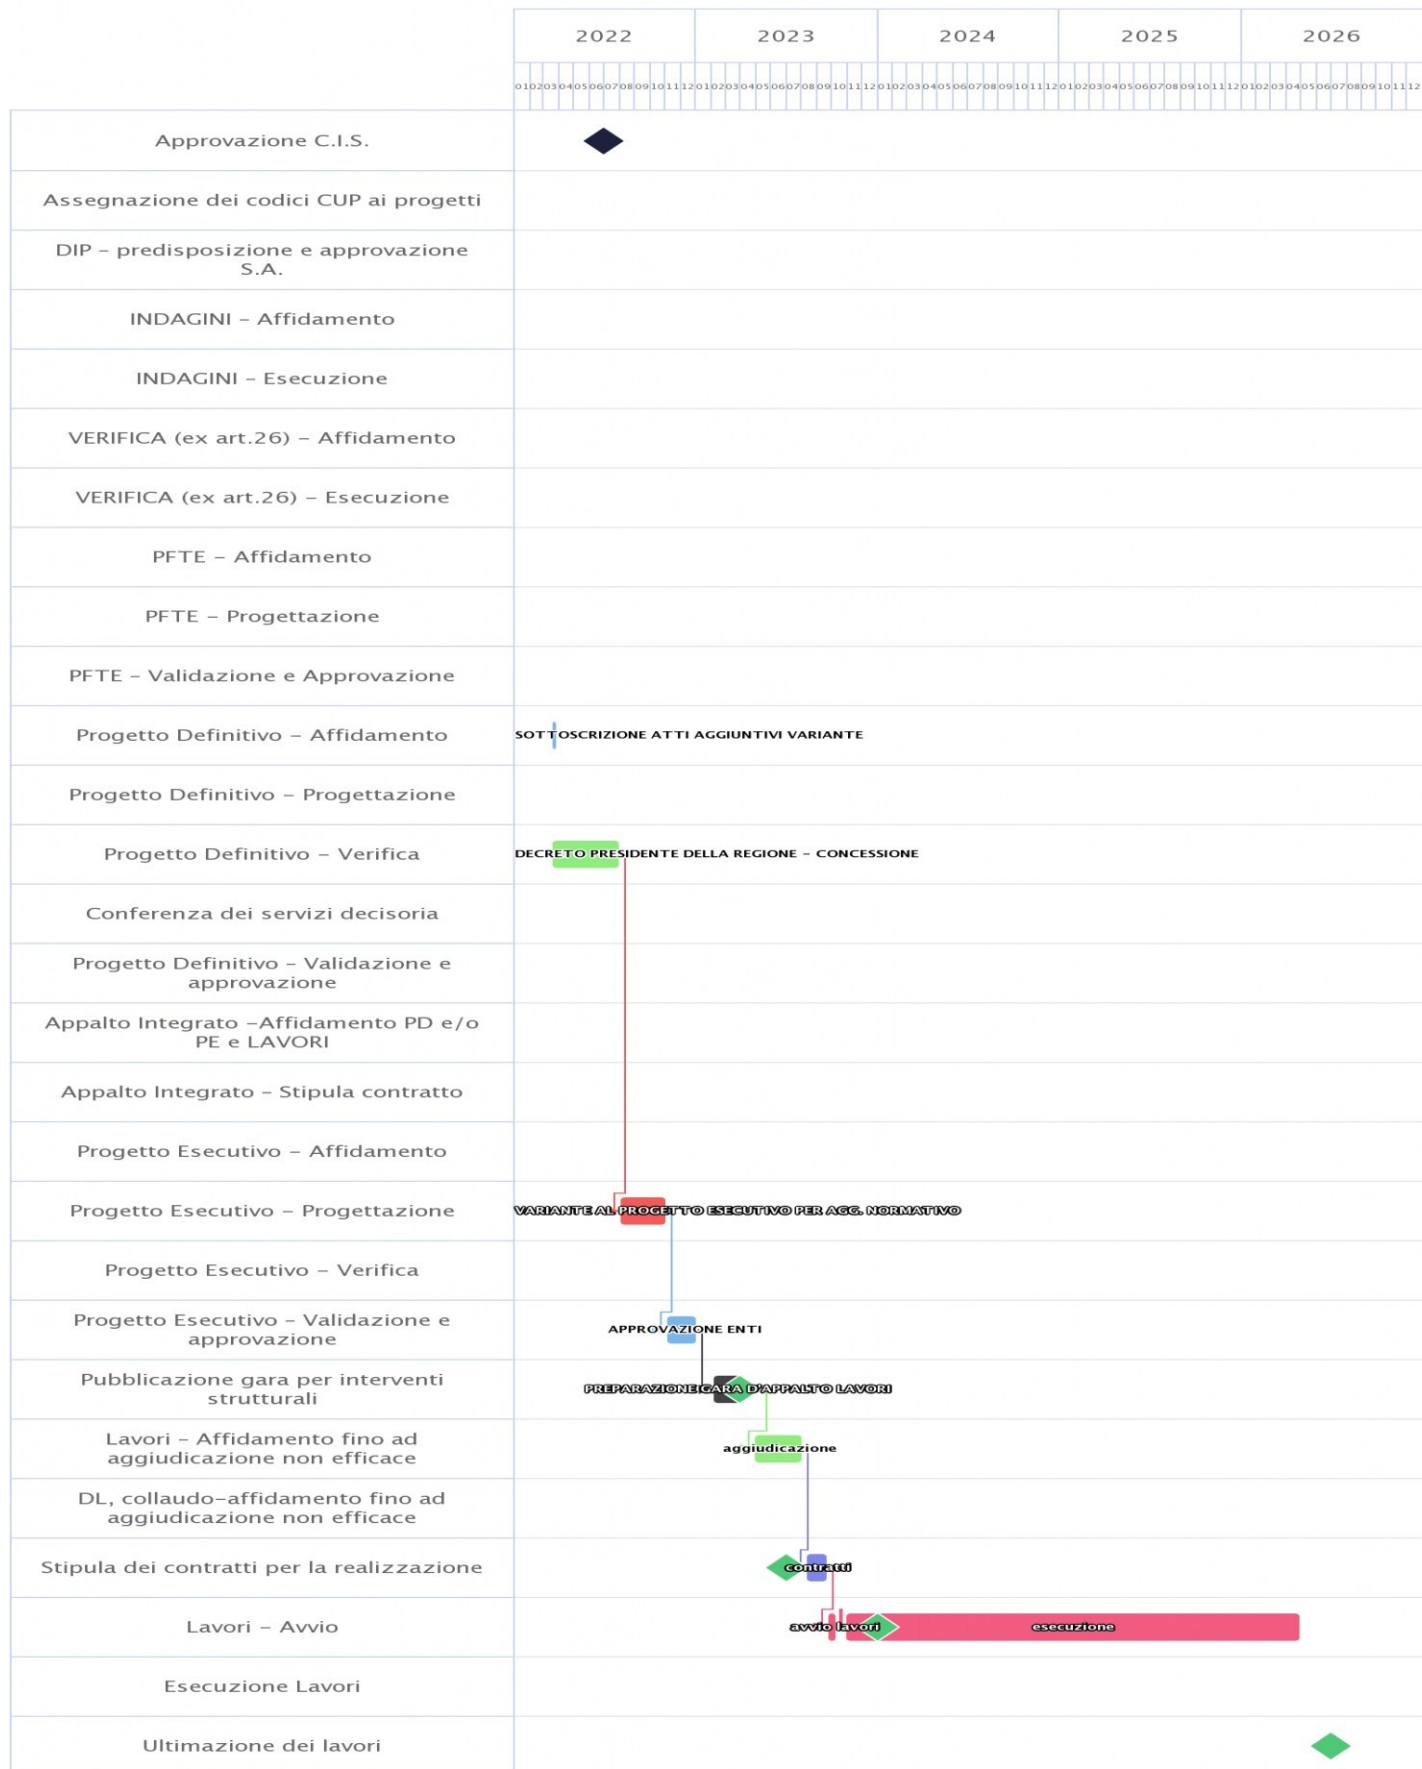 2022 2023 2024 2025 2026
01 02 03 04 05 06 07 08 09 10 11 12 01 02 03 04 05 06 07 08 09 10 11 12 01 02 03 04 05 06 07 08 09 10 11 12 01 02 03 04 05 06 07 08 09 10 11 12 01 02 03 04 05 06 07 08 09 10 11 12
Approvazione C.I.S.
Assegnazione dei codici CUP ai progetti
DIP - predisposizione e approvazione
S.A.
INDAGINI - Affidamento
INDAGINI - Esecuzione
VERIFICA (ex art.26) - Affidamento
VERIFICA (ex art.26) - Esecuzione
PFTE - Affidamento
PFTE - Progettazione
PFTE - Validazione e Approvazione
Progetto Definitivo - Affidamento
SOTTOSCRIZIONE ATTI AGGIUNTIVI VARIANTE
Progetto Definitivo - Progettazione
Progetto Definitivo - Verifica
DECRETO PRESIDENTE DELLA REGIONE - CONCESSIONE
Conferenza dei servizi decisoria
Progetto Definitivo - Validazione e
approvazione
Appalto Integrato -Affidamento PD e/o
PE e LAVORI
Appalto Integrato - Stipula contratto
Progetto Esecutivo - Affidamento
Progetto Esecutivo - Progettazione
VARIANTE AL PROGETTO ESECUTIVO PER AGG. NORMATIVO
Progetto Esecutivo - Verifica
Progetto Esecutivo - Validazione e
approvazione
APPROVAZIONE ENTI
Pubblicazione gara per interventi
strutturali
PREPARAZIONE GARA D'APPALTO LAVORI
Lavori - Affidamento fino ad
aggiudicazione non efficace
aggiudicazione
DL, collaudo-affidamento fino ad
aggiudicazione non efficace
Stipula dei contratti per la realizzazione
contratti
Lavori - Avvio
avvio lavori
esecuzione
Esecuzione Lavori
Ultimazione dei lavori